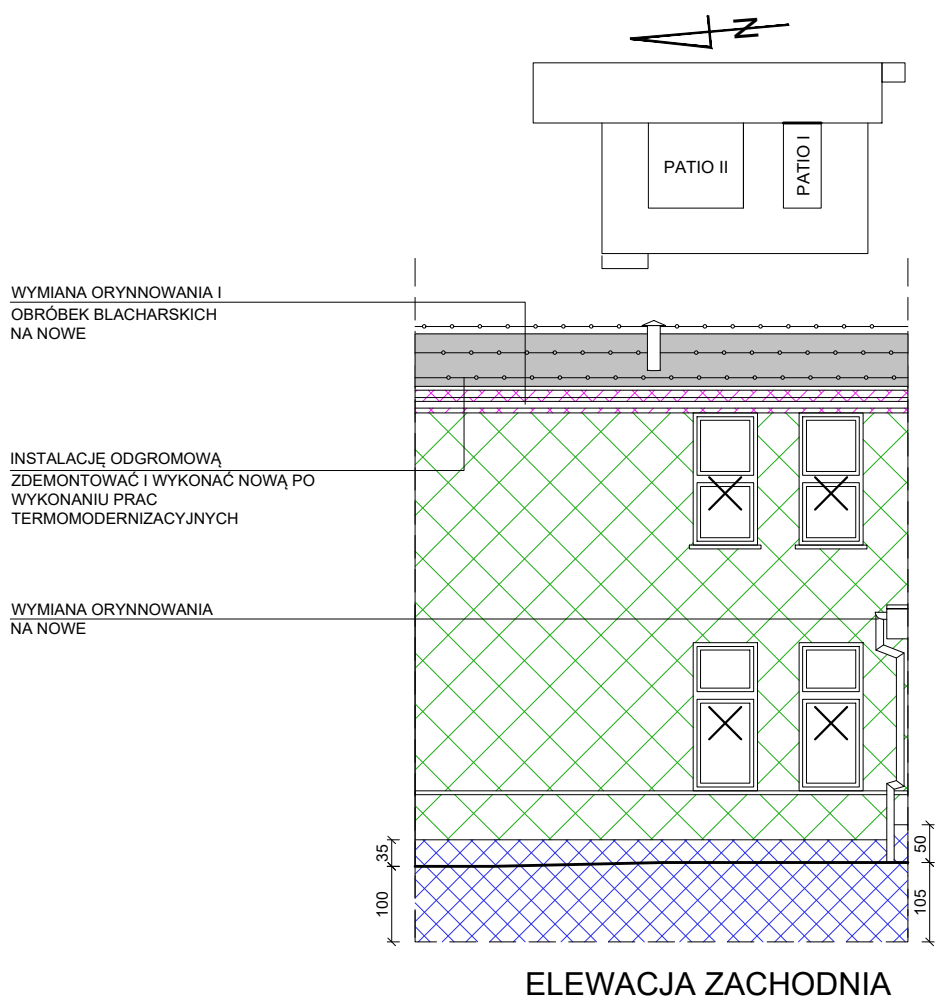 N
PATIO II
PATIO I
WYMIANA ORYNNOWANIA I
OBRÓBEK BLACHARSKICH
NA NOWE
INSTALACJĘ ODGROMOWĄ
ZDEMONTOWAĆ I WYKONAĆ NOWĄ PO
WYKONANIU PRAC
TERMOMODERNIZACYJNYCH
WYMIANA ORYNNOWANIA
NA NOWE
35
100
50
105
ELEWACJA ZACHODNIA